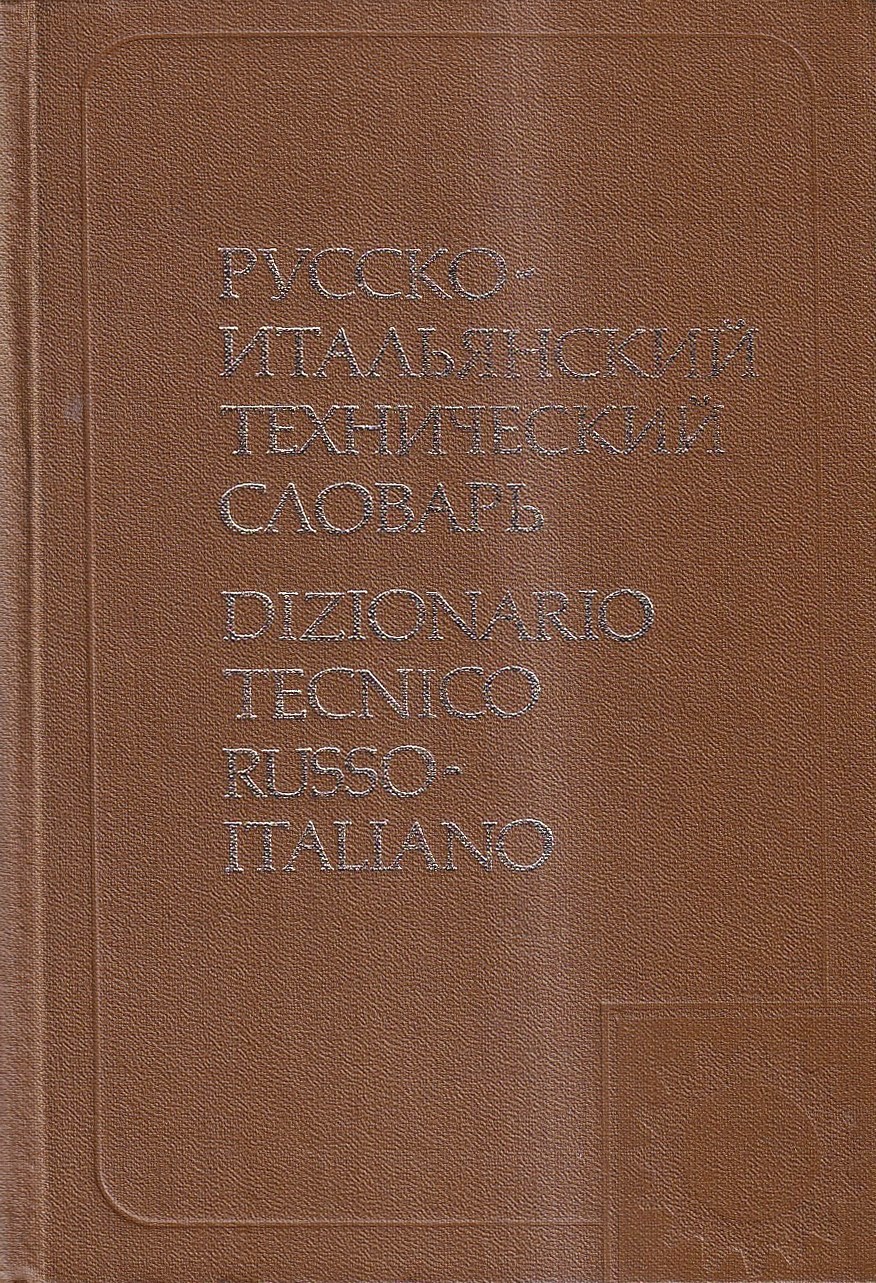 РУССКО-
ИТАЛЬЯНСКИЙ
ТЕХНИЧЕСКИЙ
СЛОВАРЬ
DIZIONARIO
TECNICO
RUSSO-
ITALIANO